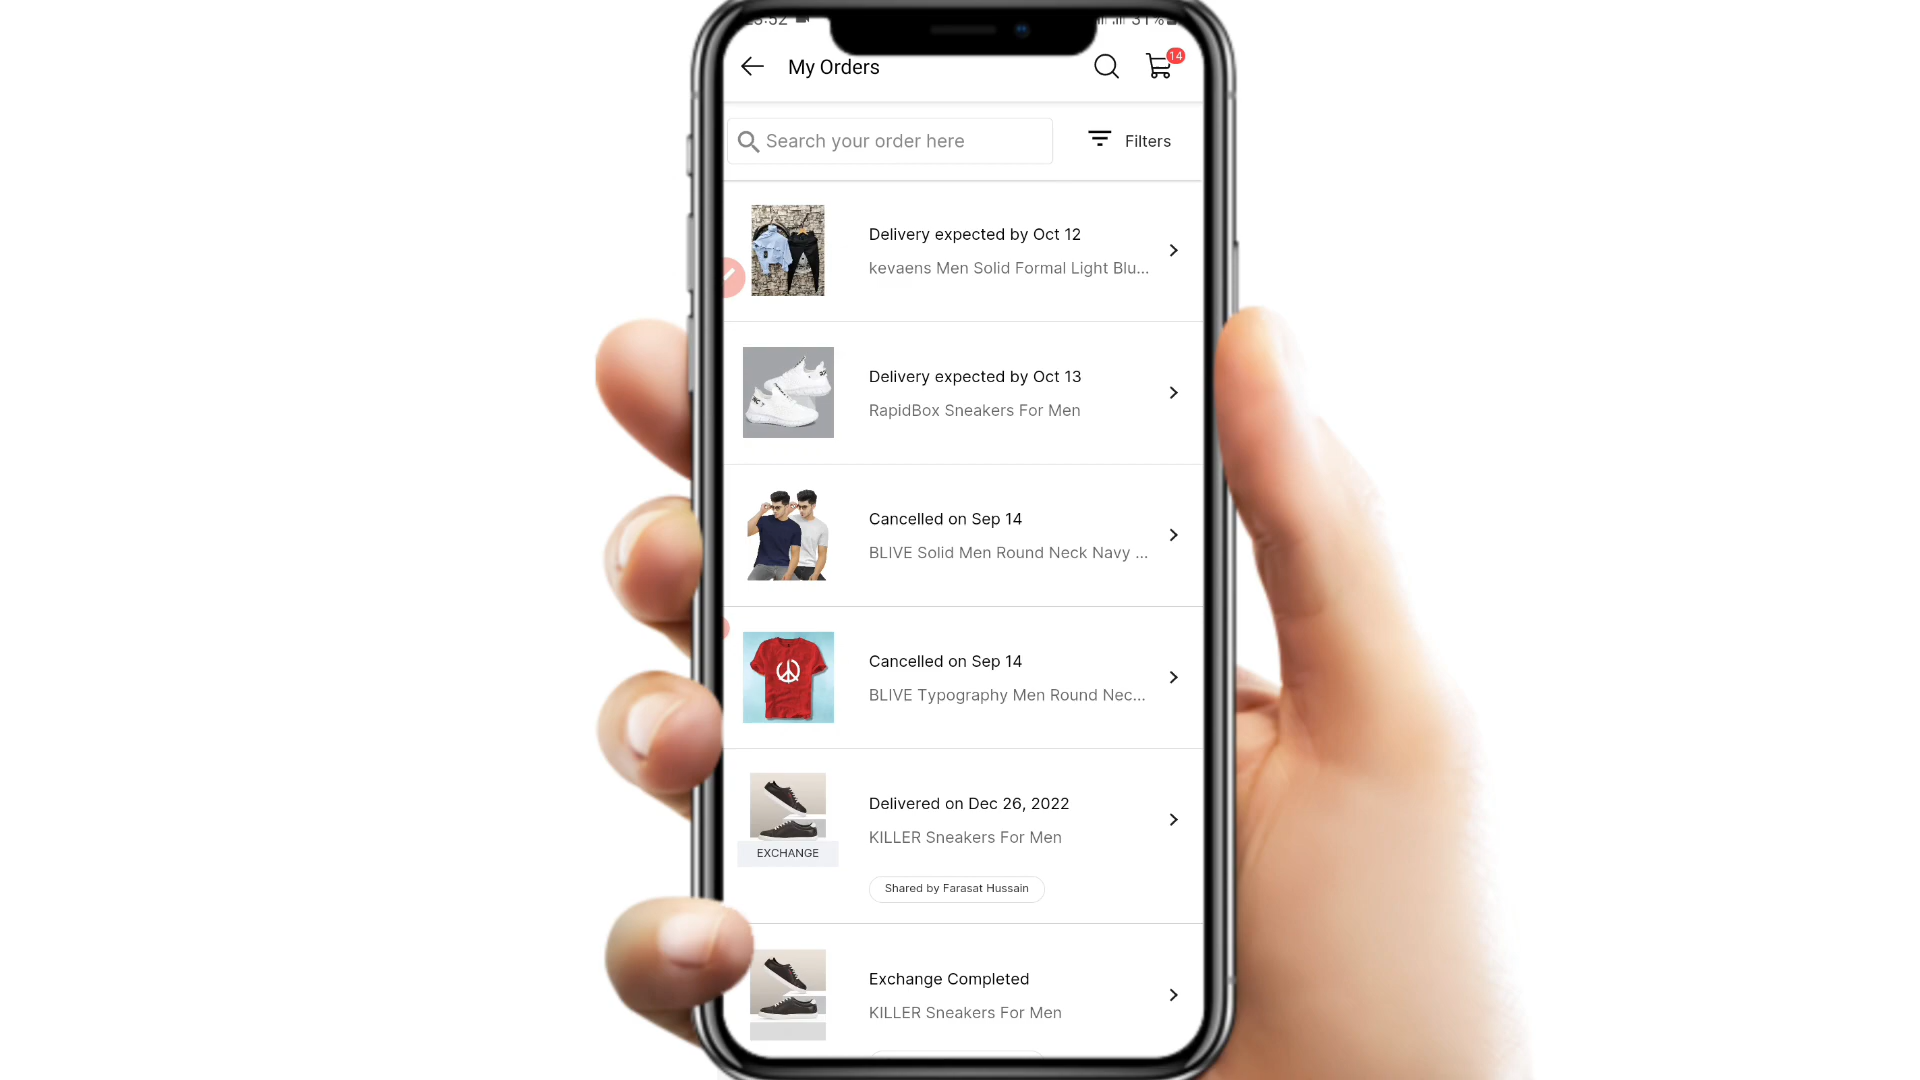 31%
My Orders
14
Search your order here
Filters
Delivery expected by Oct 12
kevaens Men Solid Formal Light Blu...
Delivery expected by Oct 13
RapidBox Sneakers For Men
Cancelled on Sep 14
BLIVE Solid Men Round Neck Navy ...
Cancelled on Sep 14
BLIVE Typography Men Round Nec...
Delivered on Dec 26, 2022
KILLER Sneakers For Men
EXCHANGE
Shared by Farasat Hussain
Exchange Completed
KILLER Sneakers For Men